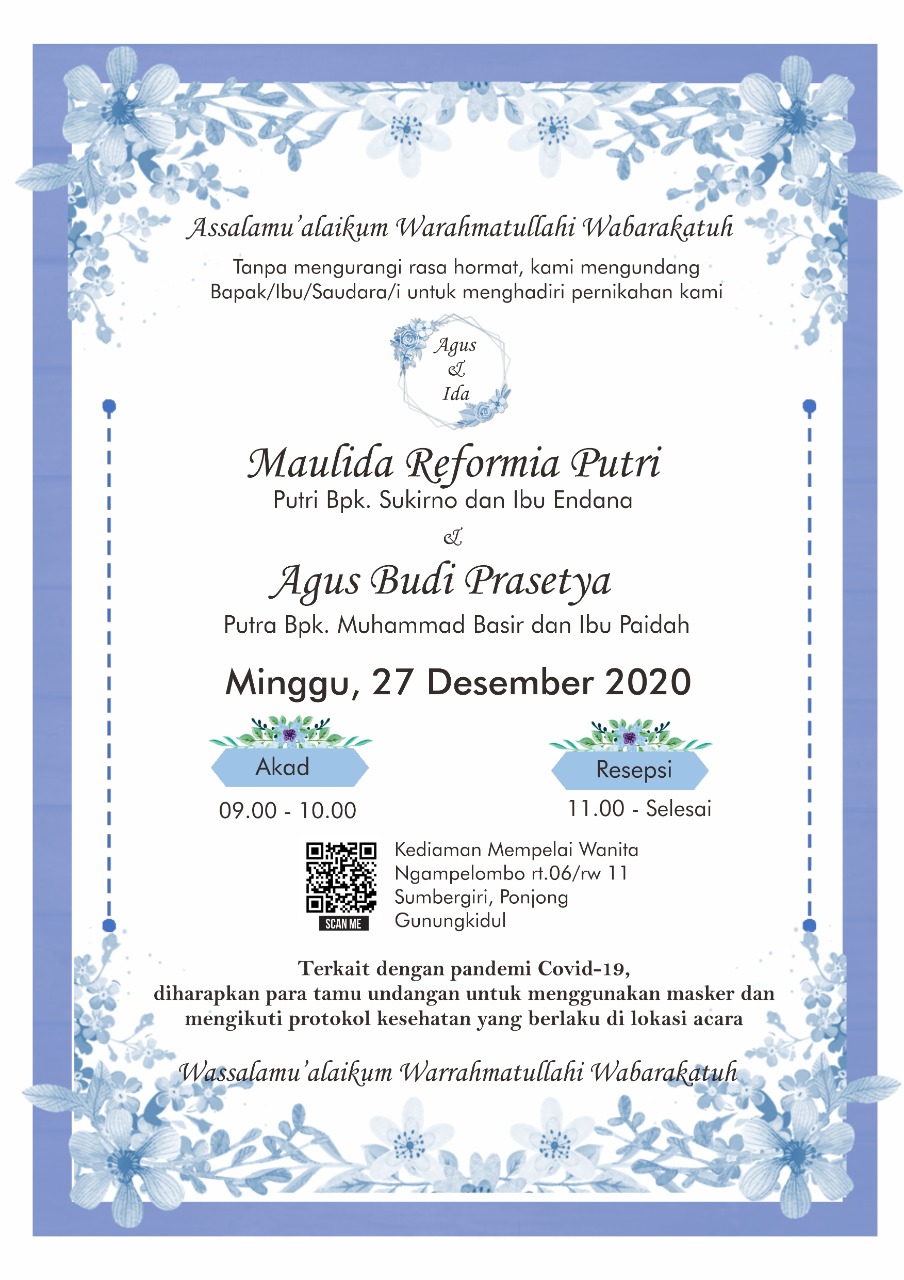 Assalamu'alaikum Warahmatullahi Wabarakatuh
Tanpa mengurangi rasa hormat, kami mengundang
Bapak/Ibu/Saudara/i untuk menghadiri pernikahan kami
Agus
&
Ida
Maulida Reformia Putri
Putri Bpk. Sukirno dan Ibu Endana
&
Agus Budi Prasetya
Putra Bpk. Muhammad Basir dan Ibu Paidah
Minggu, 27 Desember 2020
Akad
09.00 - 10.00
Resepsi
11.00 - Selesai
SCAN ME
Kediaman Mempelai Wanita
Ngampelombo rt.06/rw 11
Sumbergiri, Ponjong
Gunungkidul
Terkait dengan pandemi Covid-19,
diharapkan para tamu undangan untuk menggunakan masker dan
mengikuti protokol kesehatan yang berlaku di lokasi acara
Wassalamu'alaikum Warrahmatullahi Wabarakatuh